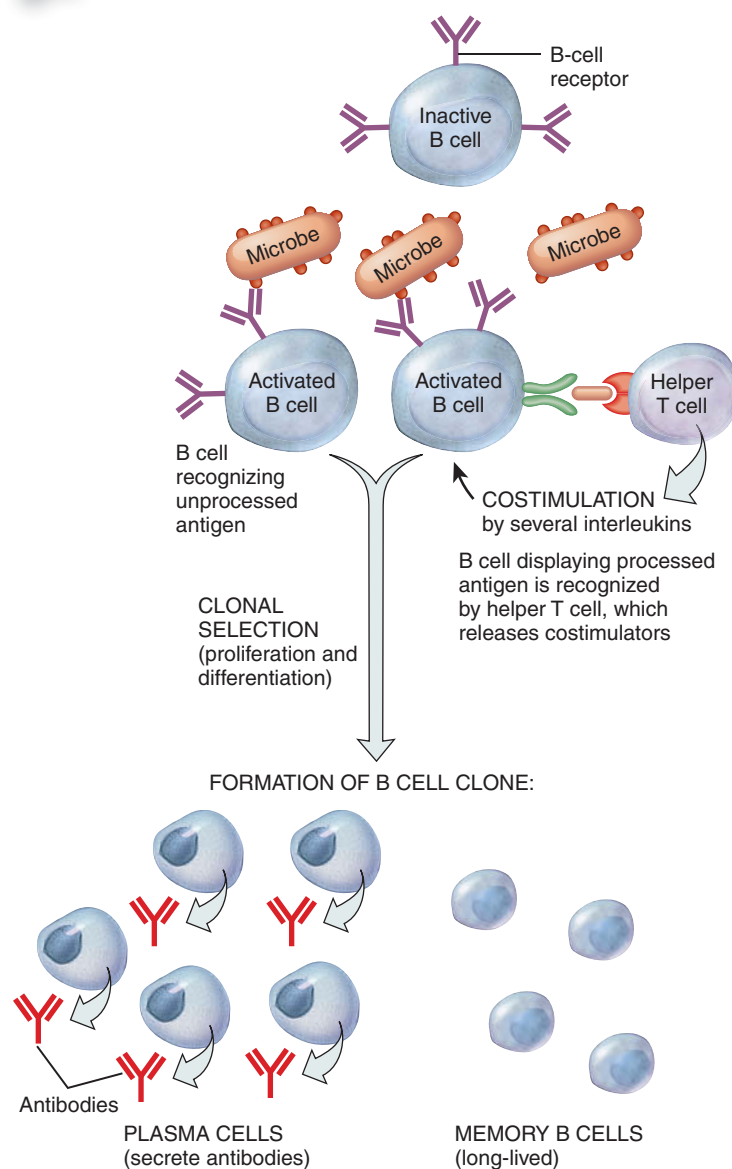 B-cell
receptor
Inactive
B cell
Microbe
Microbe
Microbe
Activated
B cell
Activated
B cell
Helper
T cell
B cell
recognizing
unprocessed
antigen
COSTIMULATION
by several interleukins
B cell displaying processed
antigen is recognized
by helper T cell, which
releases costimulators
CLONAL
SELECTION
(proliferation and
differentiation)
FORMATION OF B CELL CLONE:
Antibodies
PLASMA CELLS
(secrete antibodies)
MEMORY B CELLS
(long-lived)